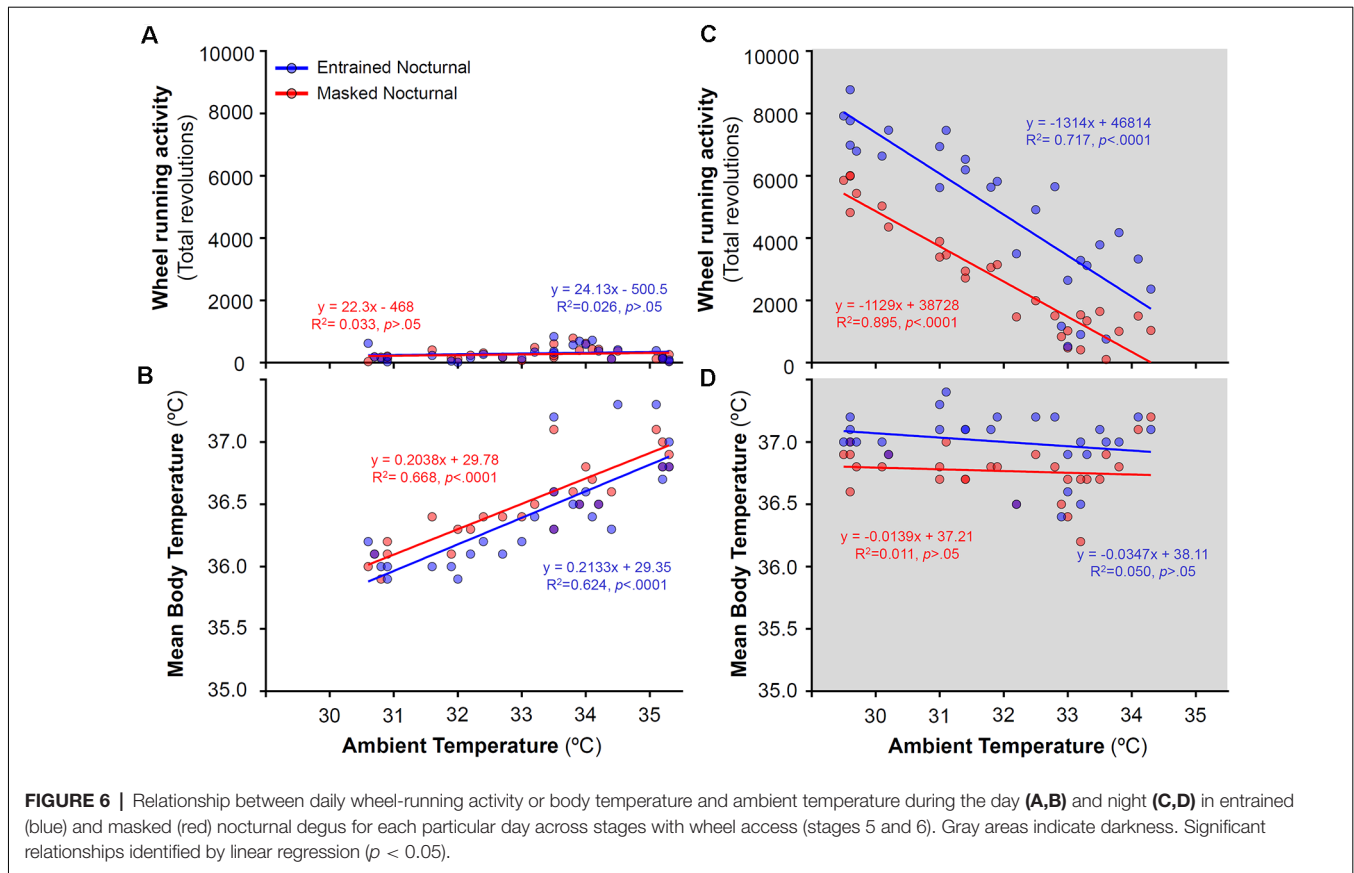 A
Wheel running activity
(Total revolutions)
10000
8000
6000
4000
2000
0
Entrained Nocturnal
Masked Nocturnal
y = 22.3x - 468
R²= 0.033, p>.05
y = 24.13x - 500.5
R²=0.026, p>.05
B
Mean Body Temperature (ºC)
37.0
36.5
36.0
35.5
35.0
y = 0.2038x + 29.78
R²= 0.668, p<.0001
y = 0.2133x + 29.35
R²=0.624, p<.0001
30 31 32 33 34 35
Ambient Temperature (ºC)
C
Wheel running activity
(Total revolutions)
10000
8000
6000
4000
2000
0
y = -1314x + 46814
R²= 0.717, p<.0001
y = -1129x + 38728
R²=0.895, p<.0001
D
Mean Body Temperature (ºC)
37.0
36.5
36.0
35.5
35.0
y = -0.0139x + 37.21
R²=0.011, p>.05
y = -0.0347x + 38.11
R²=0.050, p>.05
30 31 32 33 34 35
Ambient Temperature (ºC)
FIGURE 6 | Relationship between daily wheel-running activity or body temperature and ambient temperature during the day (A,B) and night (C,D) in entrained
(blue) and masked (red) nocturnal degus for each particular day across stages with wheel access (stages 5 and 6). Gray areas indicate darkness. Significant
relationships identified by linear regression (p < 0.05).